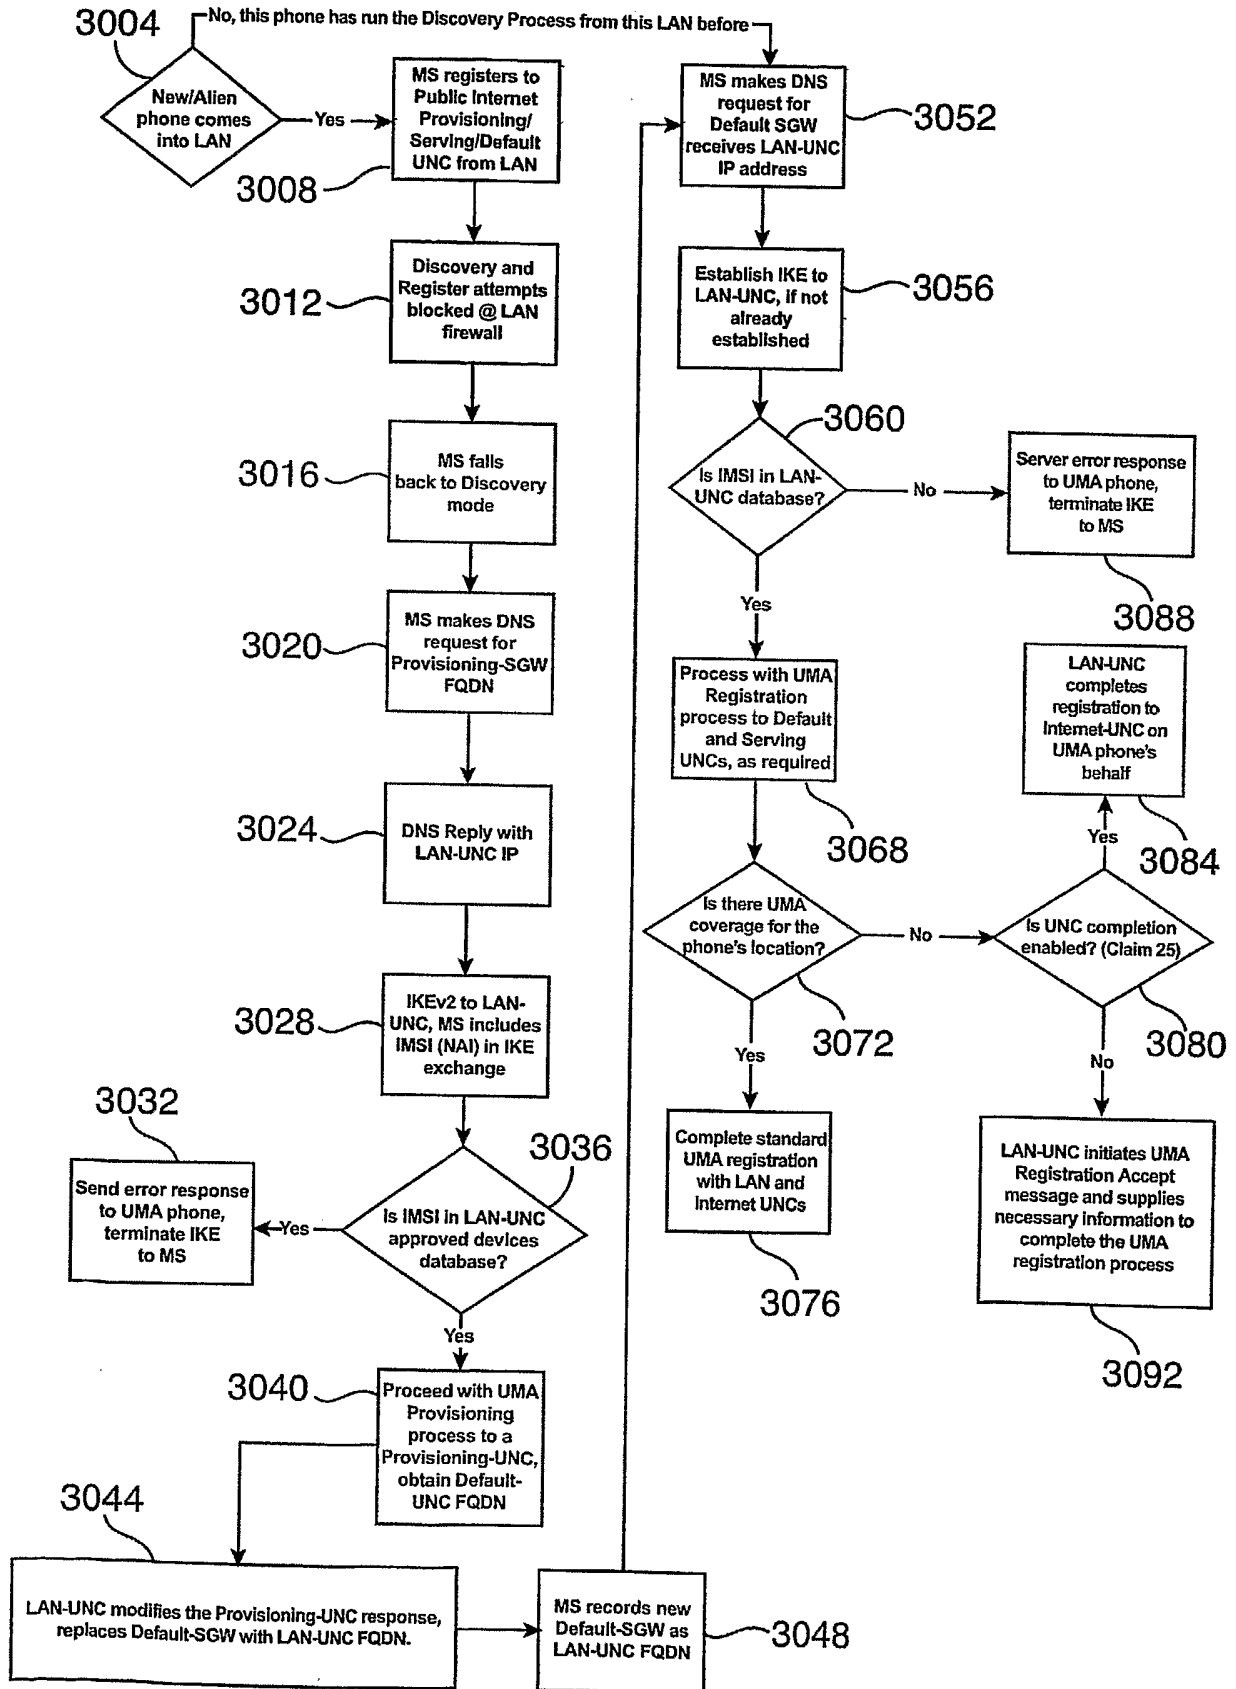 3004
No, this phone has run the Discovery Process from this LAN before
New/Alien
phone comes
into LAN
Yes
MS registers to
Public Internet
Provisioning/
Serving/Default
UNC from LAN
3008
Discovery and
Register attempts
blocked @ LAN
firewall
3012
MS falls
back to Discovery
mode
3016
MS makes DNS
request for
Provisioning-SGW
FQDN
3020
DNS Reply with
LAN-UNC IP
3024
IKEv2 to LAN-
UNC, MS includes
IMSI (NAI) in IKE
exchange
3028
3032
Send error response
to UMA phone,
terminate IKE
to MS
Yes
3036
Is IMSI in LAN-UNC
approved devices
database?
Yes
3040
Proceed with UMA
Provisioning
process to a
Provisioning-UNC,
obtain Default-
UNC FQDN
3044
LAN-UNC modifies the Provisioning-UNC response,
replaces Default-SGW with LAN-UNC FQDN.
MS records new
Default-SGW as
LAN-UNC FQDN
3048
MS makes DNS
request for
Default SGW
receives LAN-UNC
IP address
3052
Establish IKE to
LAN-UNC, if not
already
established
3056
3060
Is IMSI in LAN-
UNC database?
No
Server error response
to UMA phone,
terminate IKE
to MS
3088
Yes
Process with UMA
Registration
process to Default
and Serving
UNCs, as required
3068
Is there UMA
coverage for the
phone's location?
3072
No
Yes
Complete standard
UMA registration
with LAN and
Internet UNCs
3076
LAN-UNC
completes
registration to
Internet-UNC on
UMA phone's
behalf
3084
Yes
Is UNC completion
enabled? (Claim 25)
3080
No
LAN-UNC initiates UMA
Registration Accept
message and supplies
necessary information to
complete the UMA
registration process
3092